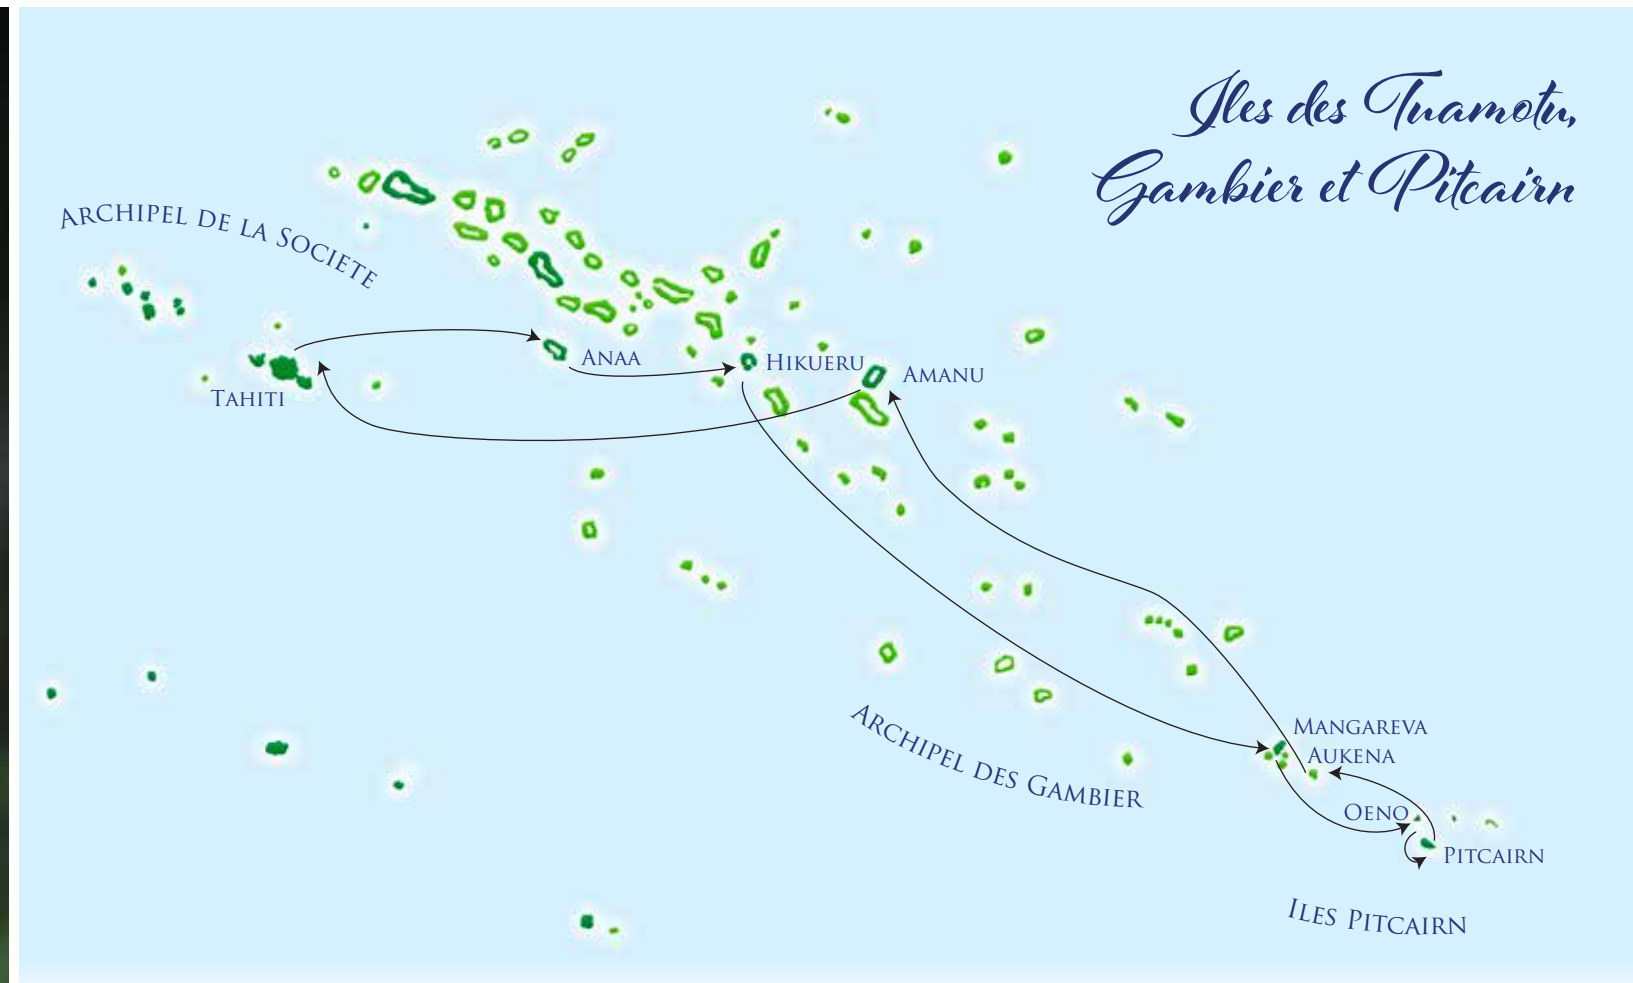 Iles des Tuamotu,
Gambier et Pitcairn
ARCHIPEL DE LA SOCIETE
TAHITI
ANAA
HIKUERU
AMANU
ARCHIPEL DES GAMBIER
MANGAREVA
AUKENA
OENO
PITCAIRN
ILES PITCAIRN